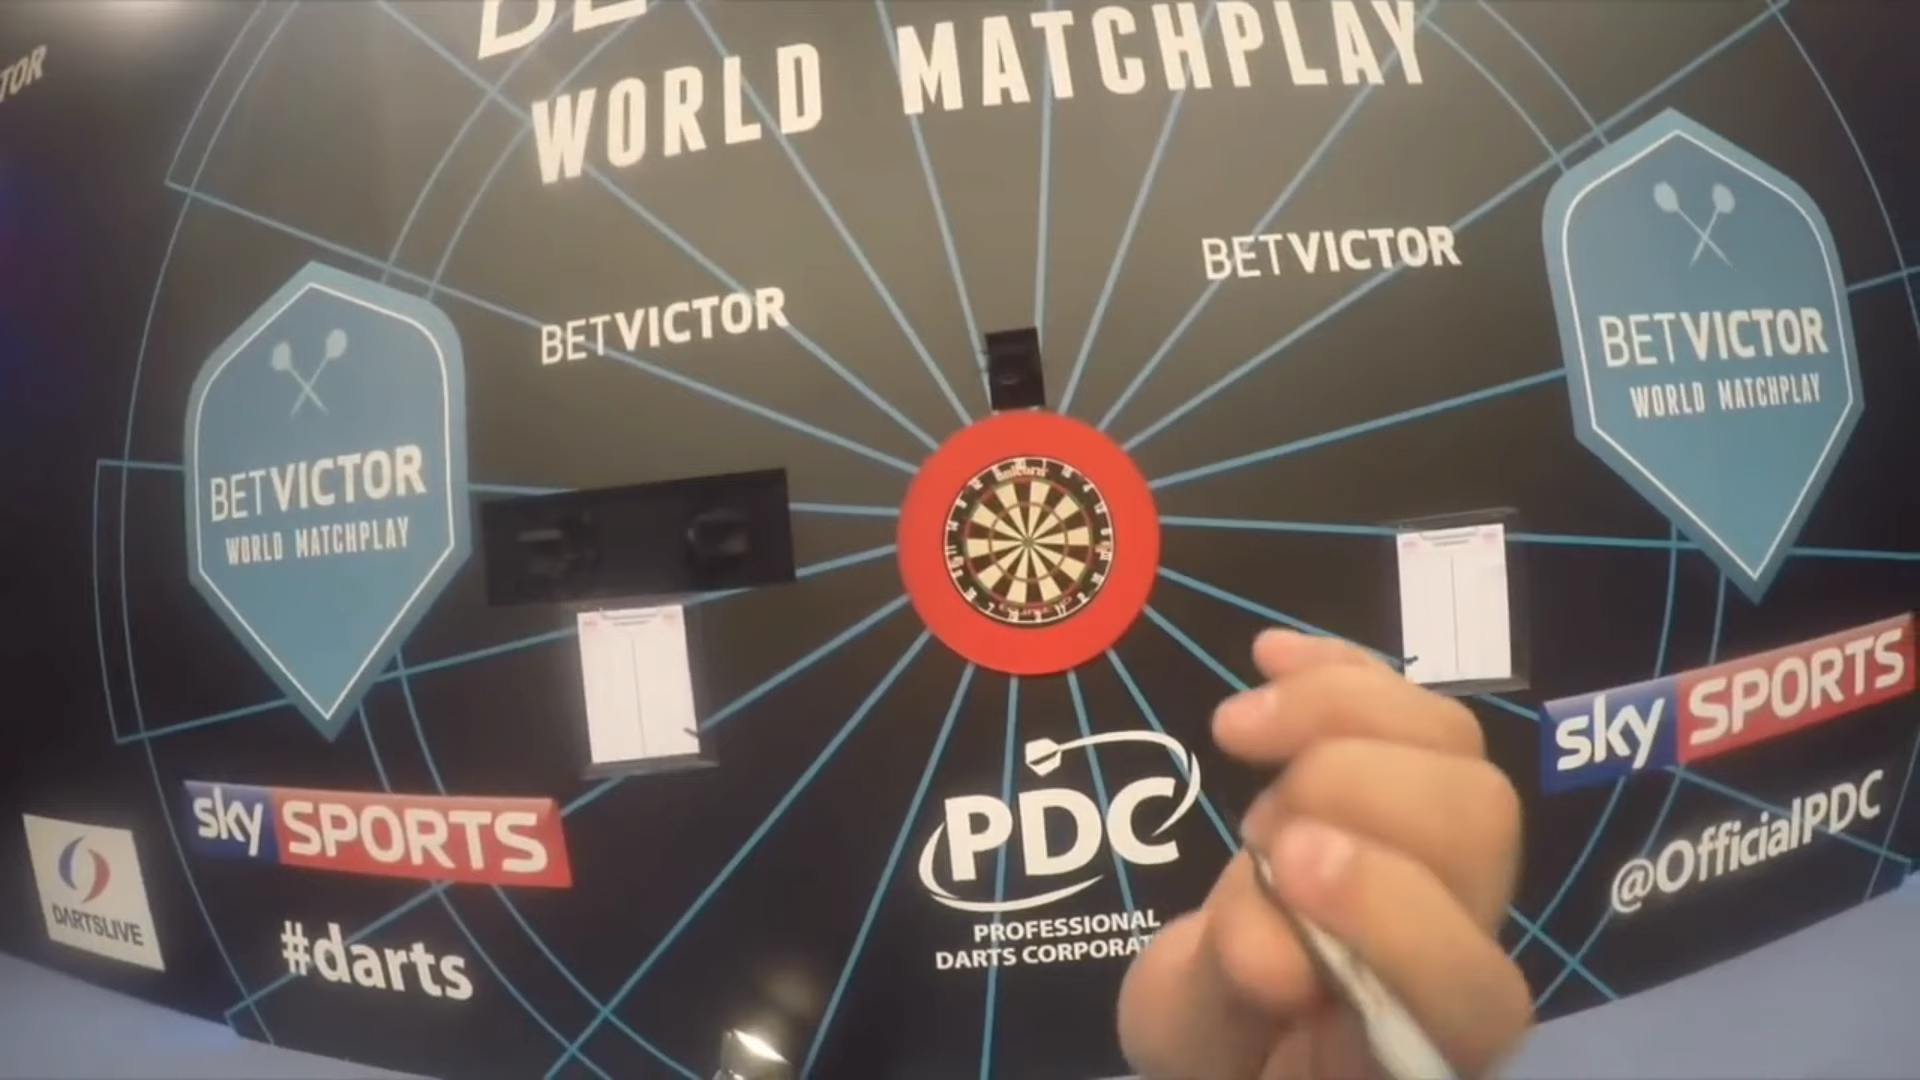 WORLD MATCHPLAY
BETVICTOR
BETVICTOR
BETVICTOR
WORLD MATCHPLAY
BETVICTOR
WORLD MATCHPLAY
sky SPORTS
sky SPORTS
PDC
PROFESSIONAL
DARTS
@OfficialPDC
DARTSLIVE
#darts